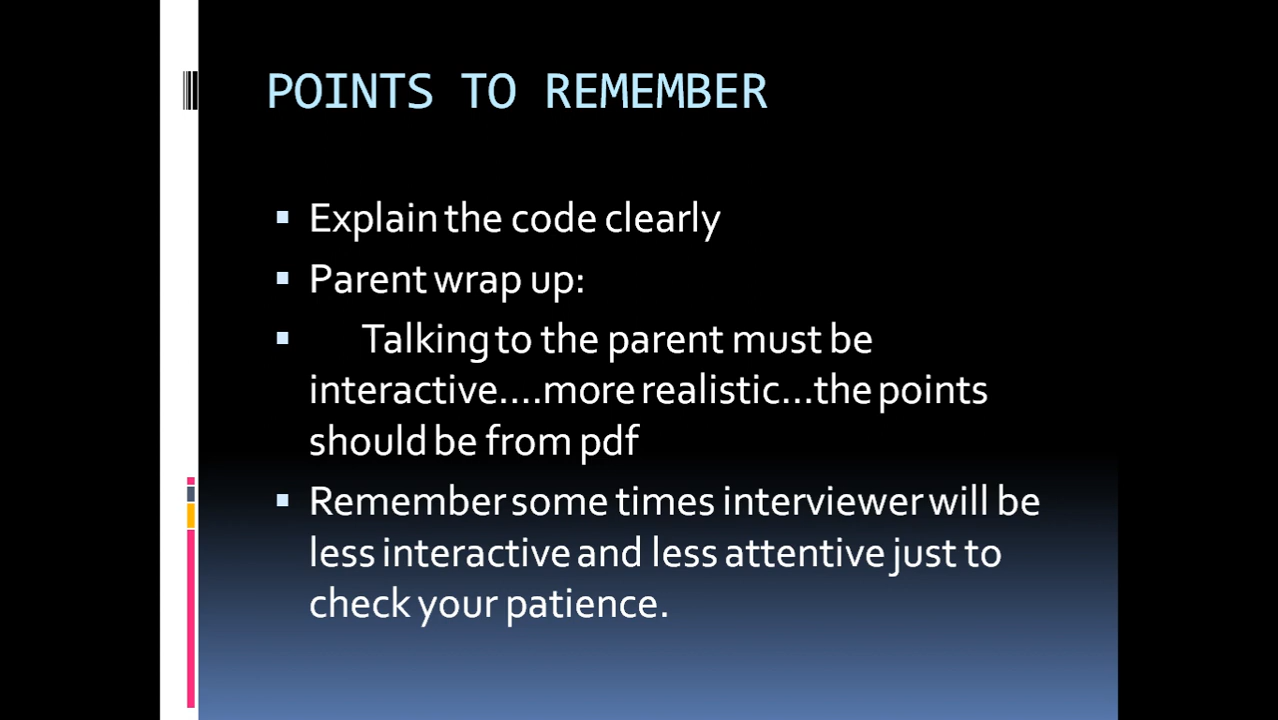 POINTS TO REMEMBER
Explain the code clearly
Parent wrap up:
Talking to the parent must be
interactive....more realistic...the points
should be from pdf
Remember some times interviewer will be
less interactive and less attentive just to
check your patience.